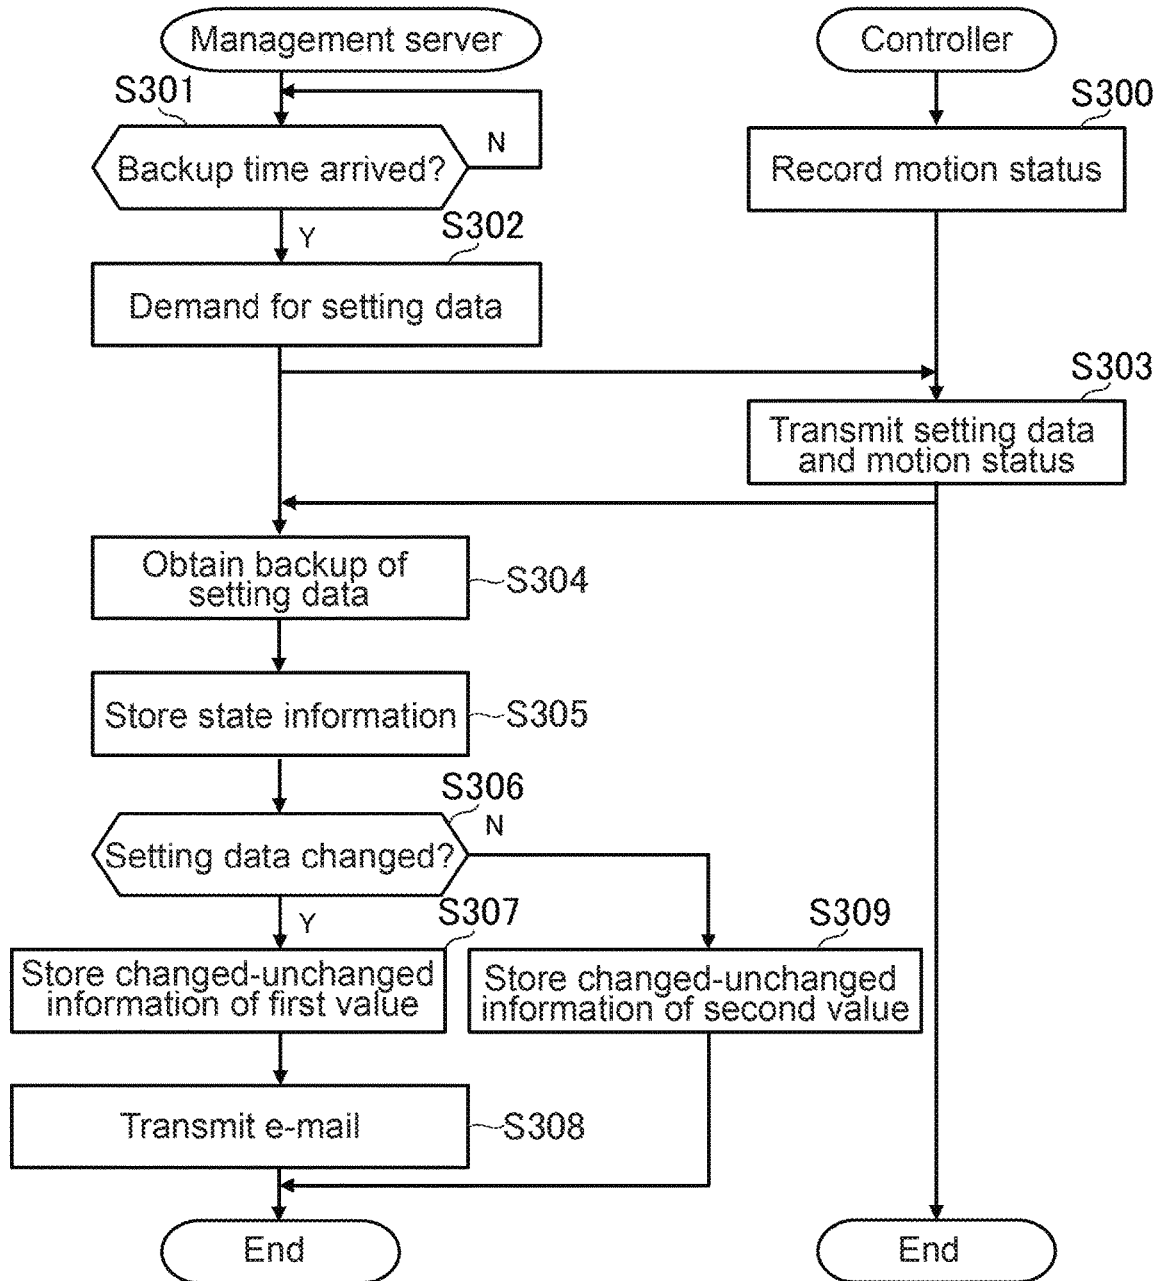 Management server
Controller
S301
S300
Backup time arrived?
N
Record motion status
Y
S302
Demand for setting data
S303
Transmit setting data
and motion status
Obtain backup of
setting data
S304
Store state information
S305
S306
Setting data changed?
N
Y
S307
S309
Store changed-unchanged
information of first value
Store changed-unchanged
information of second value
Transmit e-mail
S308
End
End